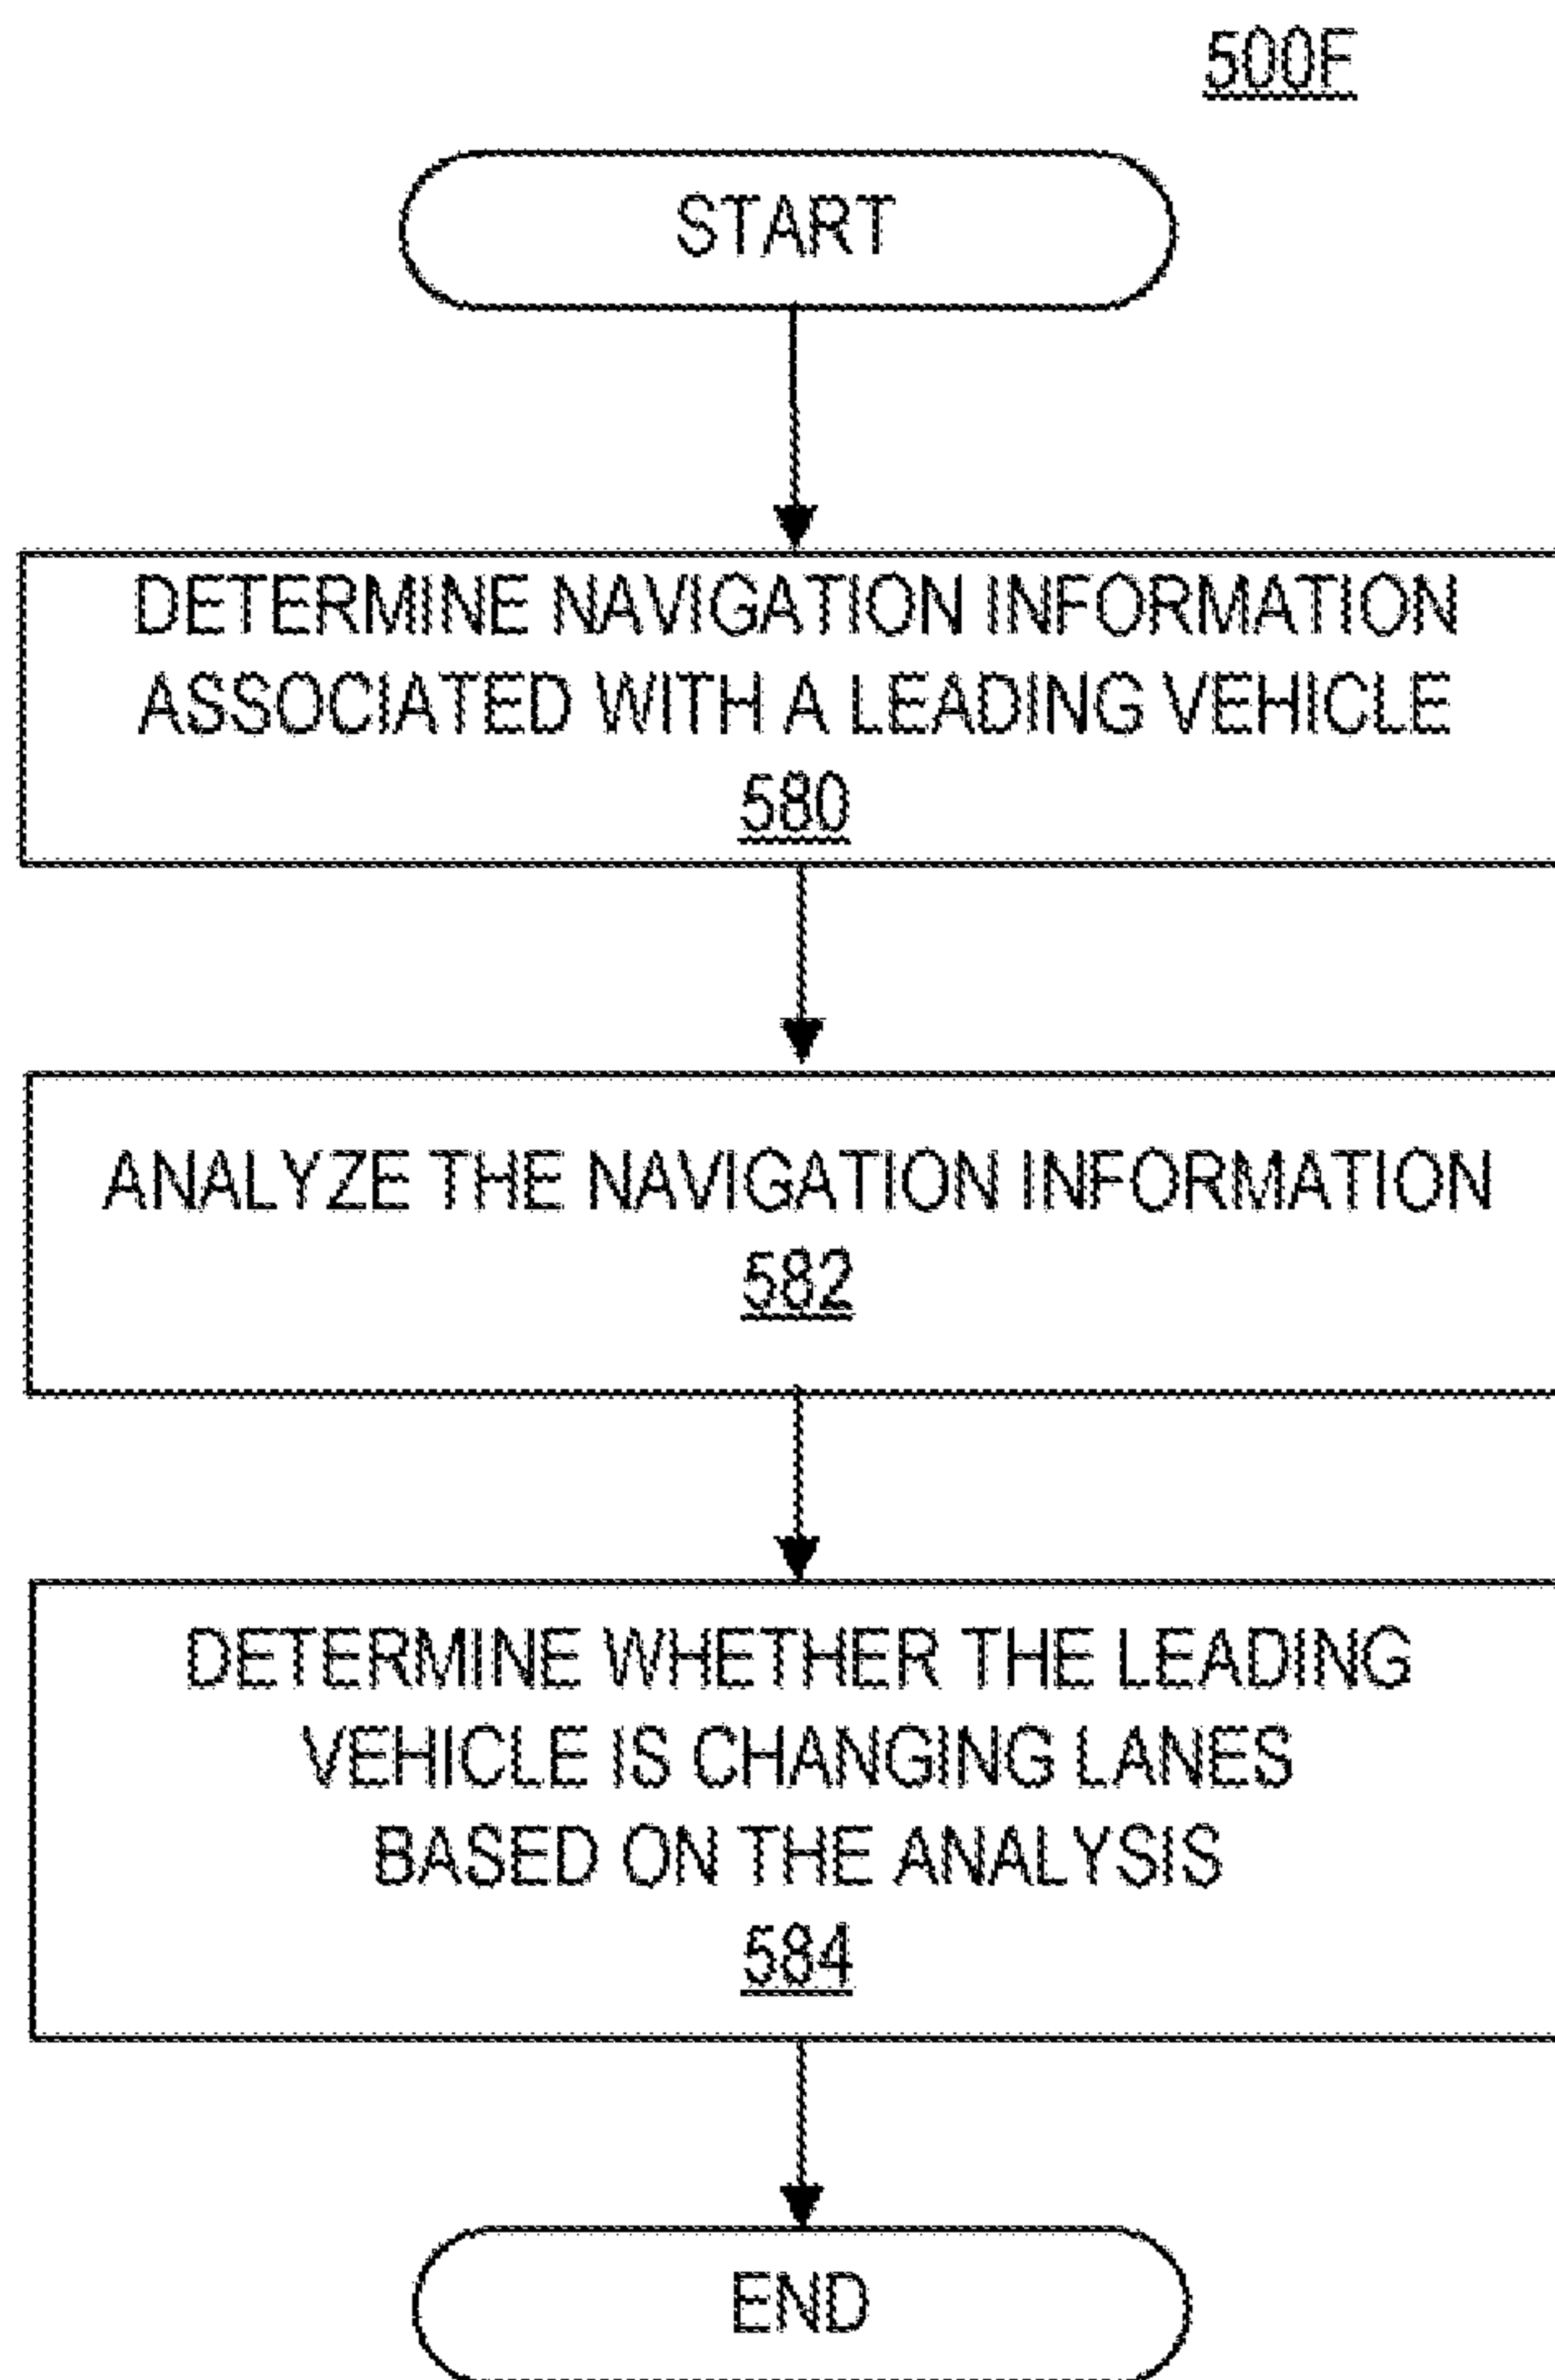 500F
START
DETERMINE NAVIGATION INFORMATION
ASSOCIATED WITH A LEADING VEHICLE
580
ANALYZE THE NAVIGATION INFORMATION
582
DETERMINE WHETHER THE LEADING
VEHICLE IS CHANGING LANES
BASED ON THE ANALYSIS
584
END